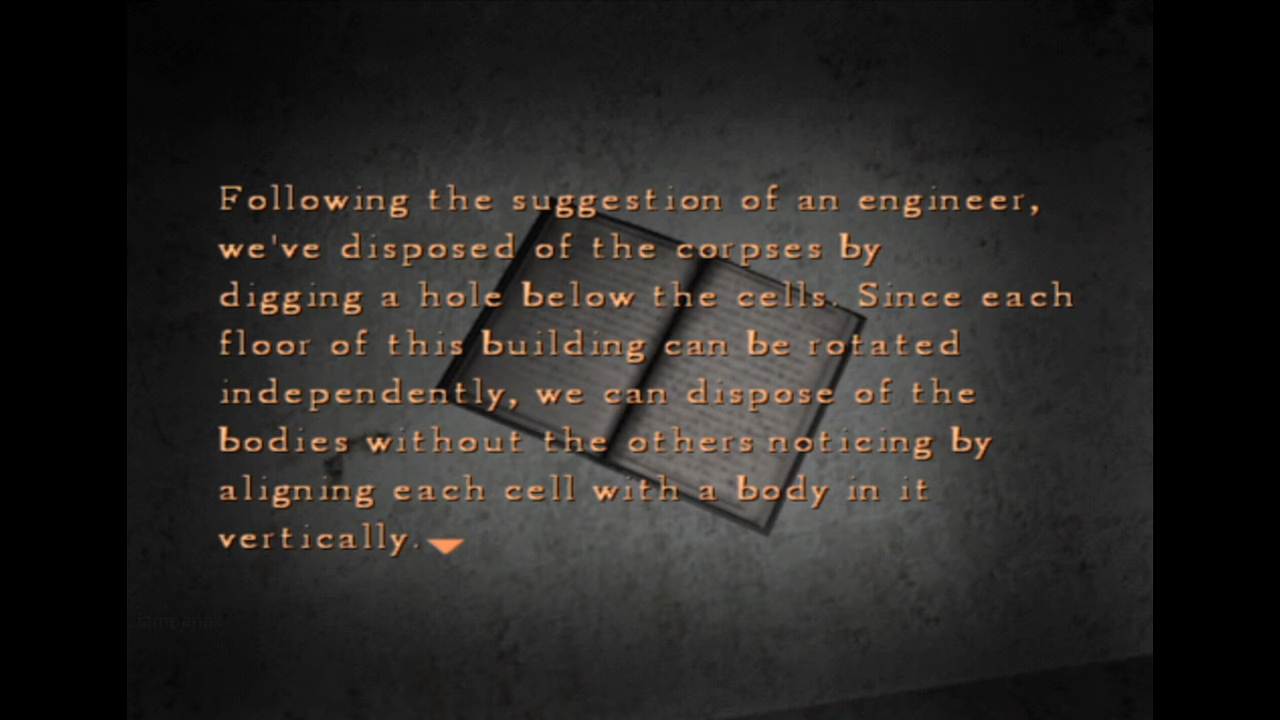 Following the suggestion of an engineer,
we've disposed of the corpses by
digging a hole below the cells. Since each
floor of this building can be rotated
independently, we can dispose of the
bodies without the others noticing by
aligning each cell with a body in it
vertically.